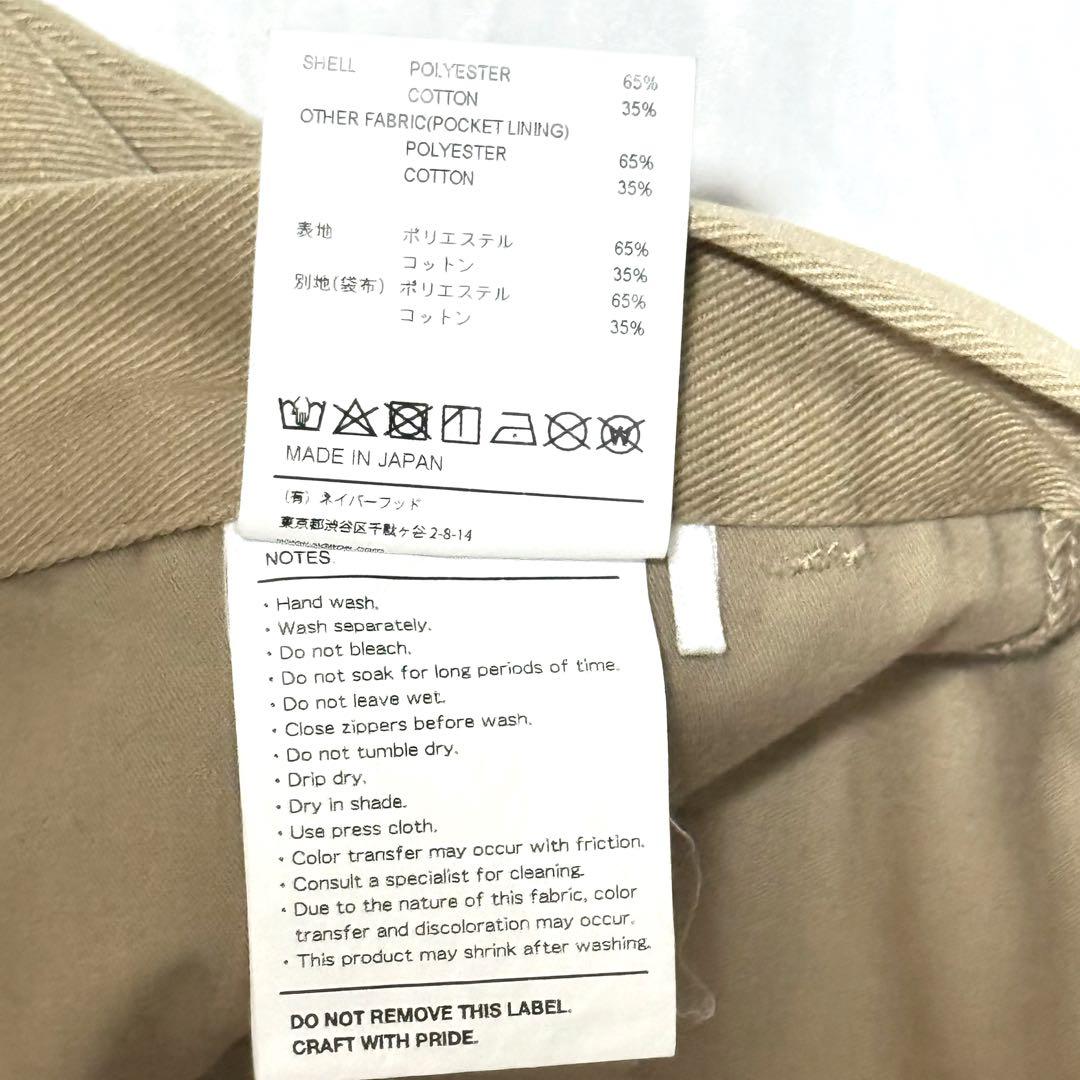 SHELL POLYESTER 65%
COTTON 35%
OTHER FABRIC(POCKET LINING)
POLYESTER 65%
COTTON 35%
表地 ポリエステル 65%
コットン 35%
別地(袋布) ポリエステル 65%
コットン 35%
MADE IN JAPAN
(有) ネイバーフッド
東京都渋谷区千駄ヶ谷 2-8-14
NOTES
・Hand wash.
・Wash separately.
・Do not bleach.
・Do not soak for long periods of time.
・Do not leave wet.
・Close zippers before wash.
・Do not tumble dry.
・Drip dry.
・Dry in shade.
・Use press cloth.
・Color transfer may occur with friction.
・Consult a specialist for cleaning.
・Due to the nature of this fabric, color
transfer and discoloration may occur.
・This product may shrink after washing.
DO NOT REMOVE THIS LABEL.
CRAFT WITH PRIDE.